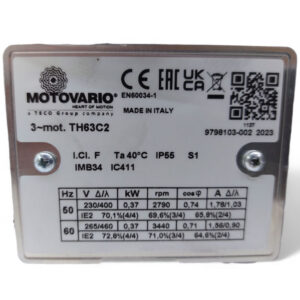 MOTOVARIO®
HEART OF MOTION
a TECO Group company
CE EAC UK CA
EN60034-1
MADE IN ITALY
1137
9798103-002 2023
3~mot. TH63C2
I.Cl. F Ta 40°C IP55 S1
IMB34 IC411
Hz V Δ/⅄ kW rpm cosφ A Δ/⅄
50 230/400 0,37 2790 0,74 1,78/1,03
IE2 70,1%(4/4) 69,6%(3/4) 65,9%(2/4)
60 265/460 0,37 3440 0,71 1,56/0,90
IE2 72,8%(4/4) 71,0%(3/4) 64,6%(2/4)